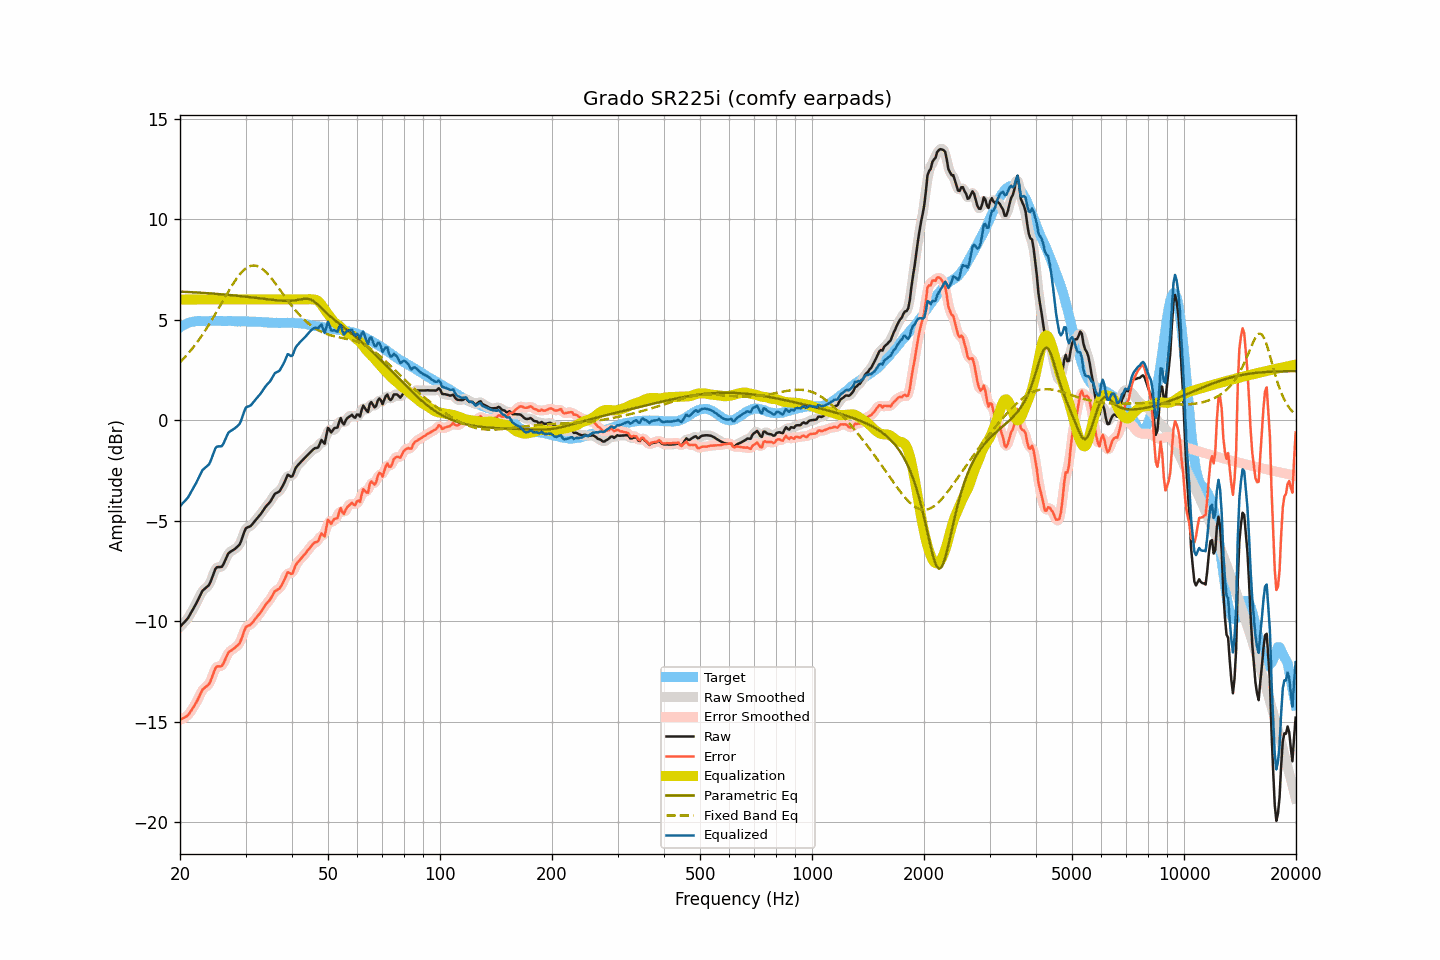 Grado SR225i (comfy earpads)
15
10
5
0
−5
−10
−15
−20
Amplitude (dBr)
Target
Raw Smoothed
Error Smoothed
Raw
Error
Equalization
Parametric Eq
Fixed Band Eq
Equalized
20 50 100 200 500 1000 2000 5000 10000 20000
Frequency (Hz)